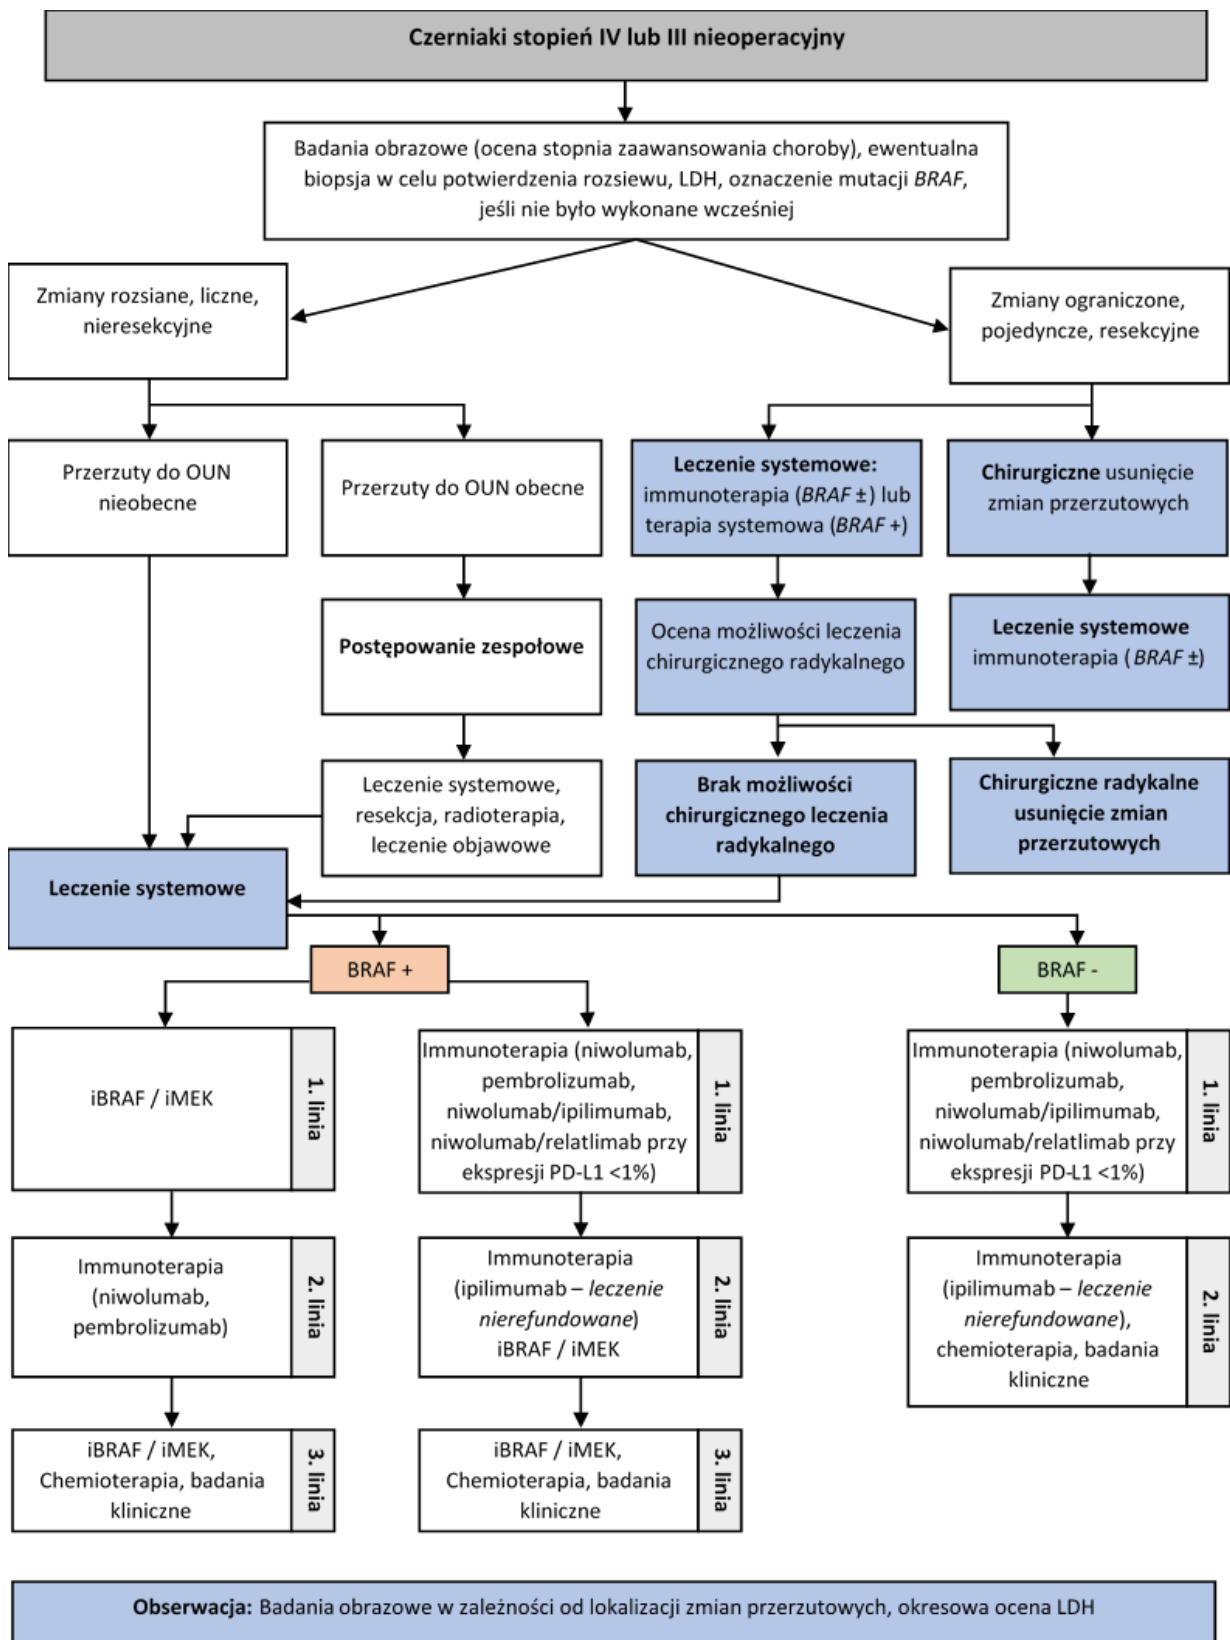 Czerniaki stopień IV lub III nieoperacyjny
Badania obrazowe (ocena stopnia zaawansowania choroby), ewentualna
biopsja w celu potwierdzenia rozsiewu, LDH, oznaczenie mutacji BRAF,
jeśli nie było wykonane wcześniej
Zmiany rozsiane, liczne,
nieresekcyjne
Zmiany ograniczone,
pojedyncze, resekcyjne
Przerzuty do OUN
nieobecne
Przerzuty do OUN obecne
Leczenie systemowe:
immunoterapia (BRAF ±) lub
terapia systemowa (BRAF +)
Chirurgiczne usunięcie
zmian przerzutowych
Postępowanie zespołowe
Ocena możliwości leczenia
chirurgicznego radykalnego
Leczenie systemowe
immunoterapia ( BRAF ±)
Leczenie systemowe,
resekcja, radioterapia,
leczenie objawowe
Brak możliwości
chirurgicznego leczenia
radykalnego
Chirurgiczne radykalne
usunięcie zmian
przerzutowych
Leczenie systemowe
BRAF +
BRAF -
iBRAF / iMEK
1. linia
Immunoterapia (niwolumab,
pembrolizumab,
niwolumab/ipilimumab,
niwolumab/relatlimab przy
ekspresji PD-L1 <1%)
1. linia
Immunoterapia (niwolumab,
pembrolizumab,
niwolumab/ipilimumab,
niwolumab/relatlimab przy
ekspresji PD-L1 <1%)
1. linia
Immunoterapia
(niwolumab,
pembrolizumab)
2. linia
Immunoterapia
(ipilimumab – leczenie
nierefundowane)
iBRAF / iMEK
2. linia
Immunoterapia
(ipilimumab – leczenie
nierefundowane),
chemioterapia, badania
kliniczne
2. linia
iBRAF / iMEK,
Chemioterapia, badania
kliniczne
3. linia
iBRAF / iMEK,
Chemioterapia, badania
kliniczne
3. linia
Obserwacja: Badania obrazowe w zależności od lokalizacji zmian przerzutowych, okresowa ocena LDH